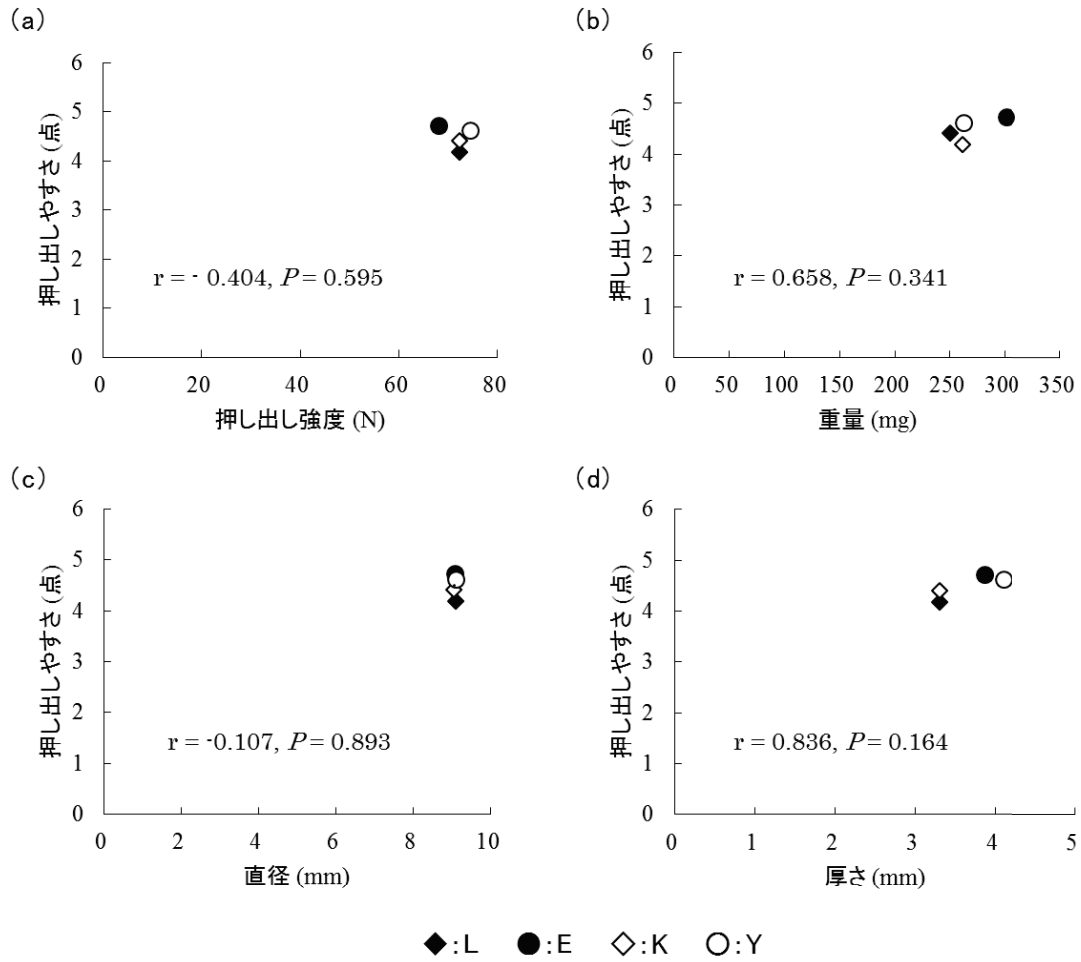 (a)
押し出しやすさ (点)
6
5
4
3
2
1
0
r = - 0.404, P = 0.595
0 20 40 60 80
押し出し強度 (N)
(b)
押し出しやすさ (点)
6
5
4
3
2
1
0
r = 0.658, P = 0.341
0 50 100 150 200 250 300 350
重量 (mg)
(c)
押し出しやすさ (点)
6
5
4
3
2
1
0
r = -0.107, P = 0.893
0 2 4 6 8 10
直径 (mm)
(d)
押し出しやすさ (点)
6
5
4
3
2
1
0
r = 0.836, P = 0.164
0 1 2 3 4 5
厚さ (mm)
◆:L ●:E ◇:K ○:Y